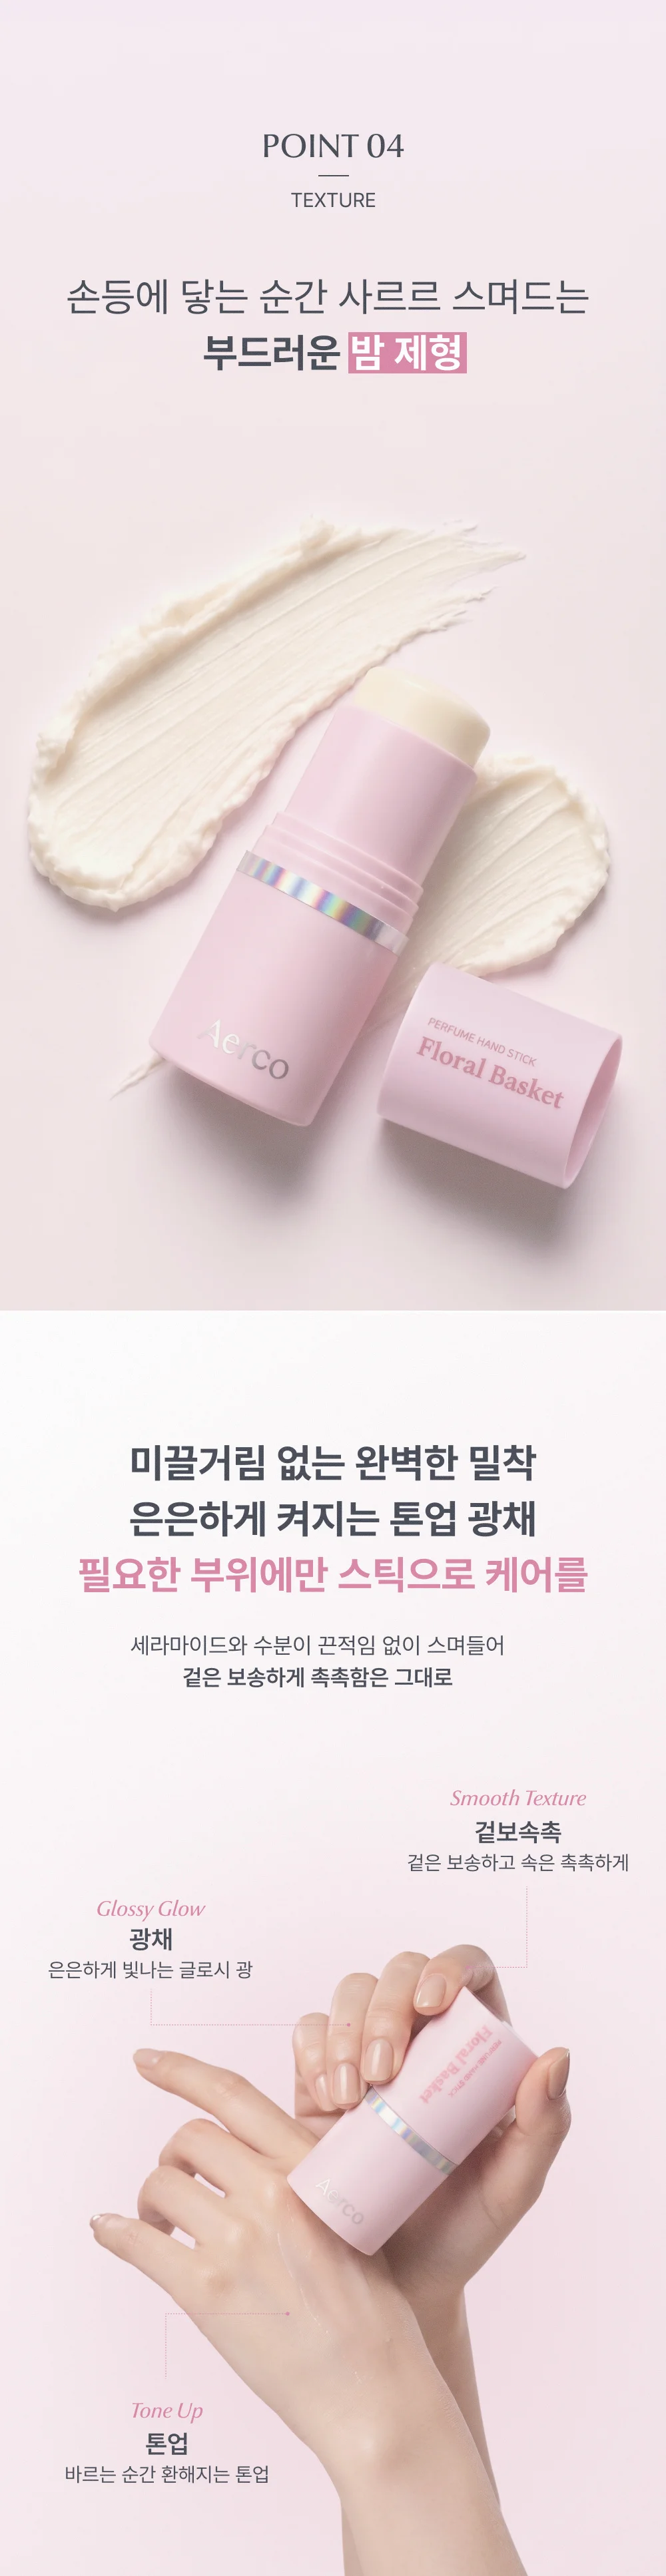 POINT 04
TEXTURE
손등에 닿는 순간 사르르 스며드는
부드러운 밤 제형
Aerco
PERFUME HAND STICK
Floral Basket
미끌거림 없는 완벽한 밀착
은은하게 켜지는 톤업 광채
필요한 부위에만 스틱으로 케어를
세라마이드와 수분이 끈적임 없이 스며들어
겉은 보송하게 촉촉함은 그대로
Smooth Texture
겉보속촉
겉은 보송하고 속은 촉촉하게
Glossy Glow
광채
은은하게 빛나는 글로시 광
PERFUME HAND STICK
Floral Basket
Aerco
Tone Up
톤업
바르는 순간 환해지는 톤업